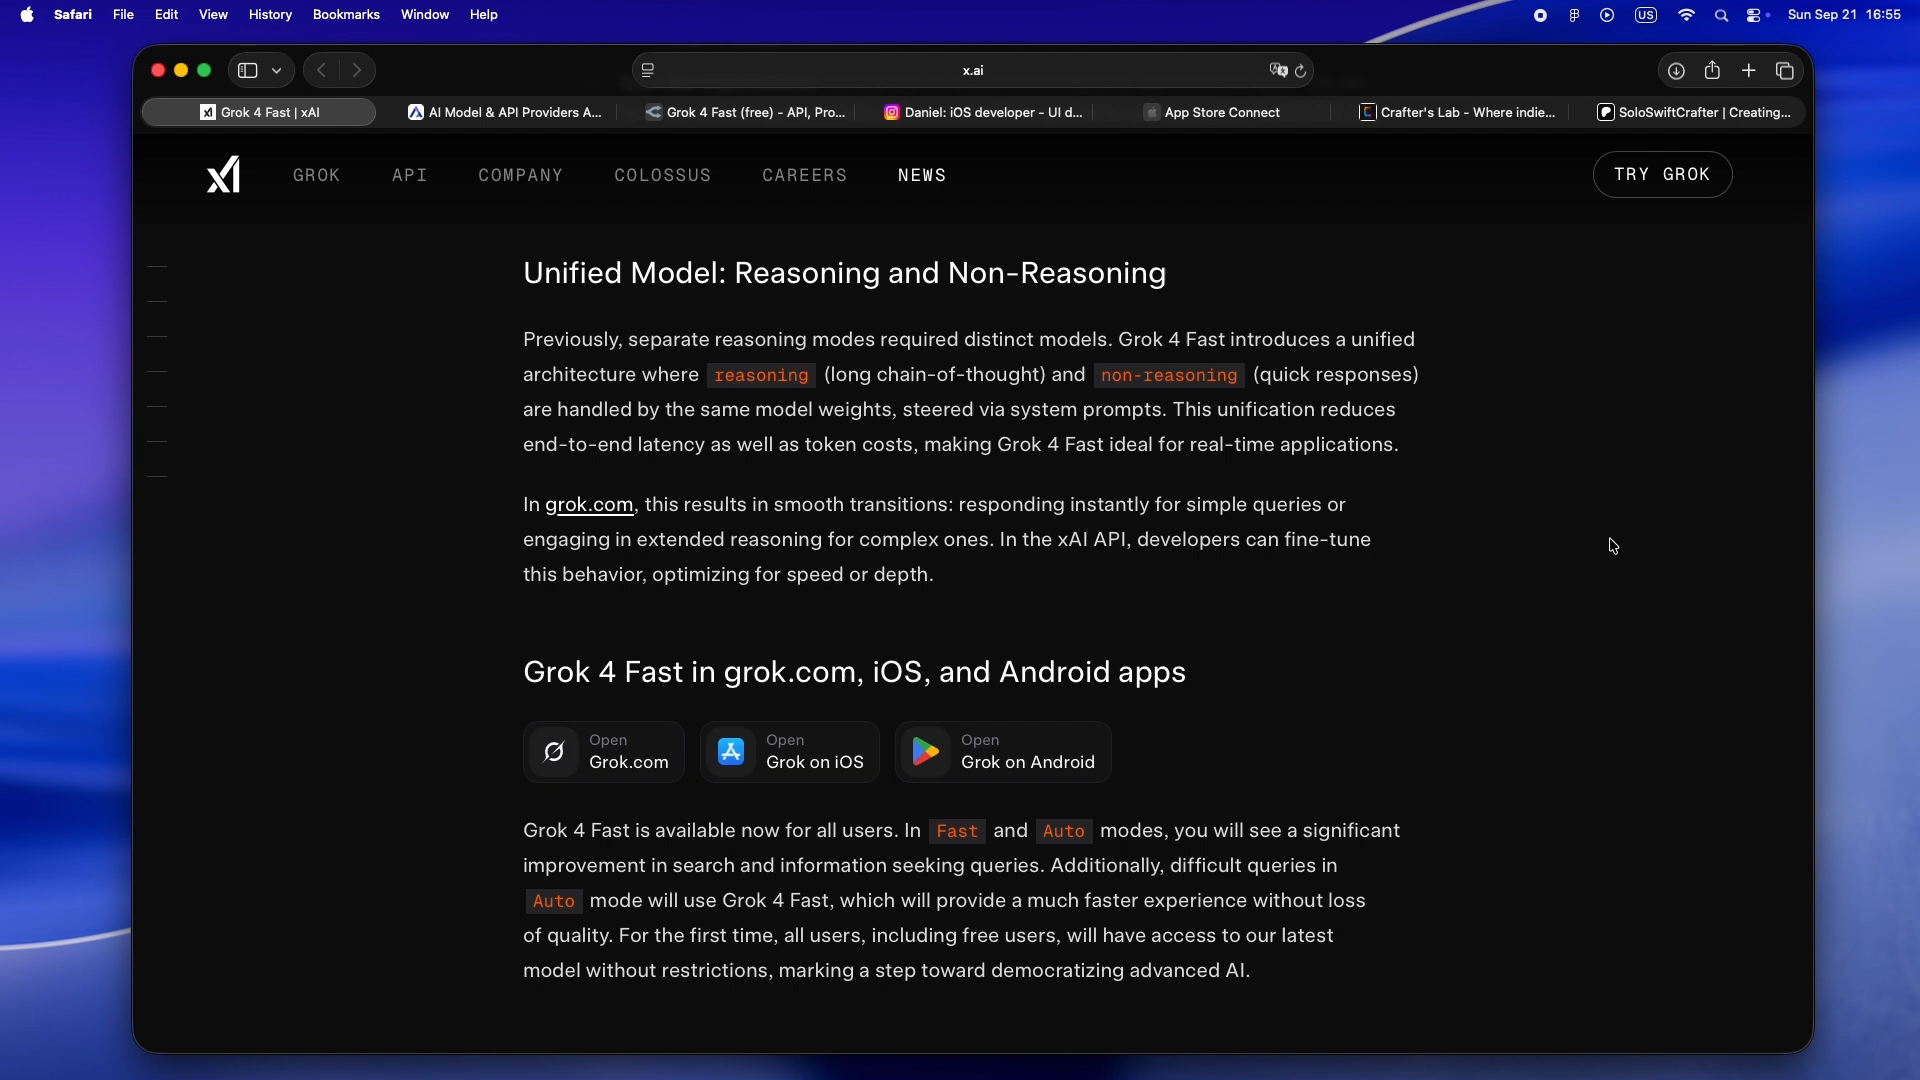 Safari File Edit View History Bookmarks Window Help US Sun Sep 21 16:55
x.ai
Grok 4 Fast | xAI AI Model & API Providers A... Grok 4 Fast (free) - API, Pro... Daniel: iOS developer - UI d... App Store Connect Crafter's Lab - Where indie... SoloSwiftCrafter | Creating...
xI GROK API COMPANY COLOSSUS CAREERS NEWS TRY GROK
Unified Model: Reasoning and Non-Reasoning
Previously, separate reasoning modes required distinct models. Grok 4 Fast introduces a unified
architecture where reasoning (long chain-of-thought) and non-reasoning (quick responses)
are handled by the same model weights, steered via system prompts. This unification reduces
end-to-end latency as well as token costs, making Grok 4 Fast ideal for real-time applications.
In grok.com, this results in smooth transitions: responding instantly for simple queries or
engaging in extended reasoning for complex ones. In the xAI API, developers can fine-tune
this behavior, optimizing for speed or depth.
Grok 4 Fast in grok.com, iOS, and Android apps
Open Open Open
Grok.com Grok on iOS Grok on Android
Grok 4 Fast is available now for all users. In Fast and Auto modes, you will see a significant
improvement in search and information seeking queries. Additionally, difficult queries in
Auto mode will use Grok 4 Fast, which will provide a much faster experience without loss
of quality. For the first time, all users, including free users, will have access to our latest
model without restrictions, marking a step toward democratizing advanced AI.